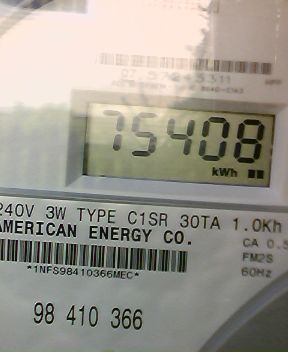 75408
kWh
240V 3W TYPE C1SR 30TA 1.0Kh
AMERICAN ENERGY CO.
CA 0.5
FM2S
60Hz
*1NFS98410366MEC*
98 410 366